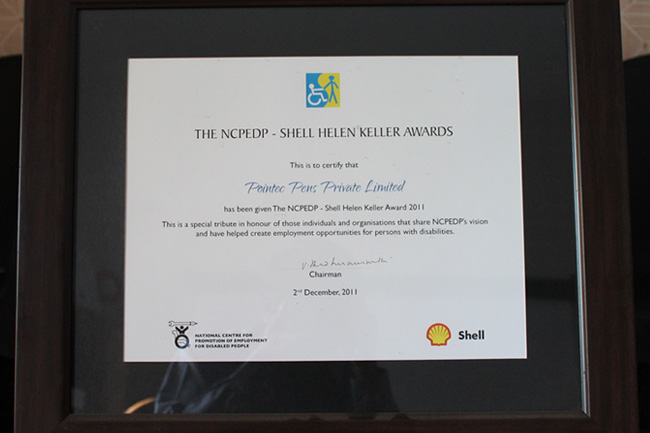 THE NCPEDP - SHELL HELEN KELLER AWARDS
This is to certify that
Pointec Pens Private Limited
has been given The NCPEDP - Shell Helen Keller Award 2011
This is a special tribute in honour of those individuals and organisations that share NCPEDP's vision
and have helped create employment opportunities for persons with disabilities.
Chairman
2nd December, 2011
NATIONAL CENTRE FOR
PROMOTION OF EMPLOYMENT
FOR DISABLED PEOPLE
Shell